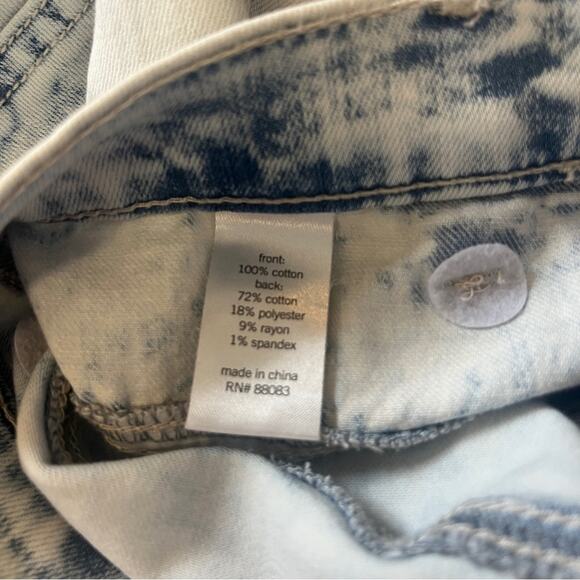 front:
100% cotton
back:
72% cotton
18% polyester
9% rayon
1% spandex
made in china
RN# 88083